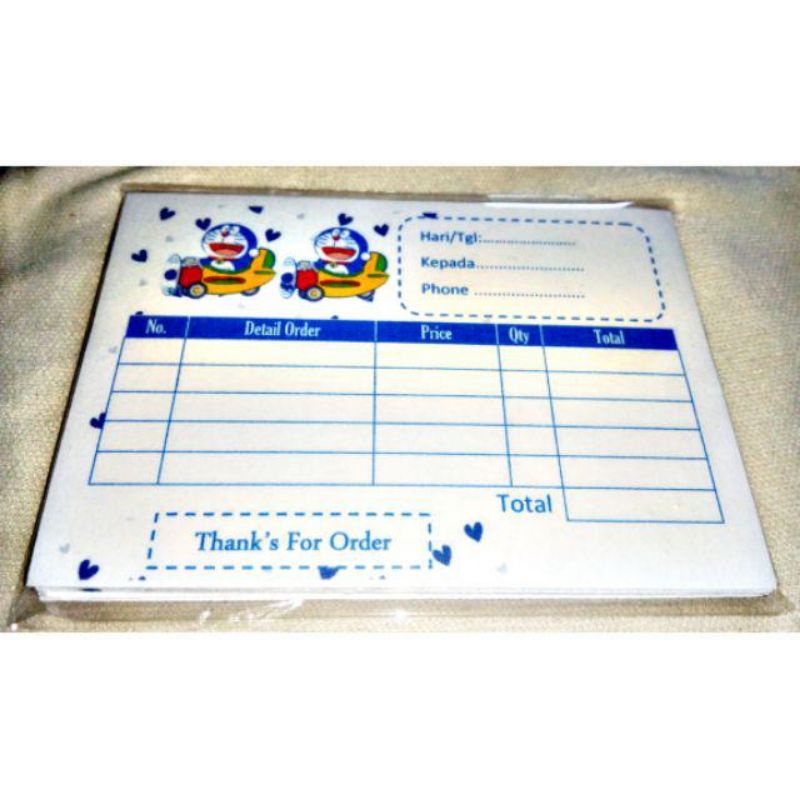 Hari/Tgl:........................
Kepada............................
Phone ............................
No. Detail Order Price Qty Total
Total
Thank's For Order